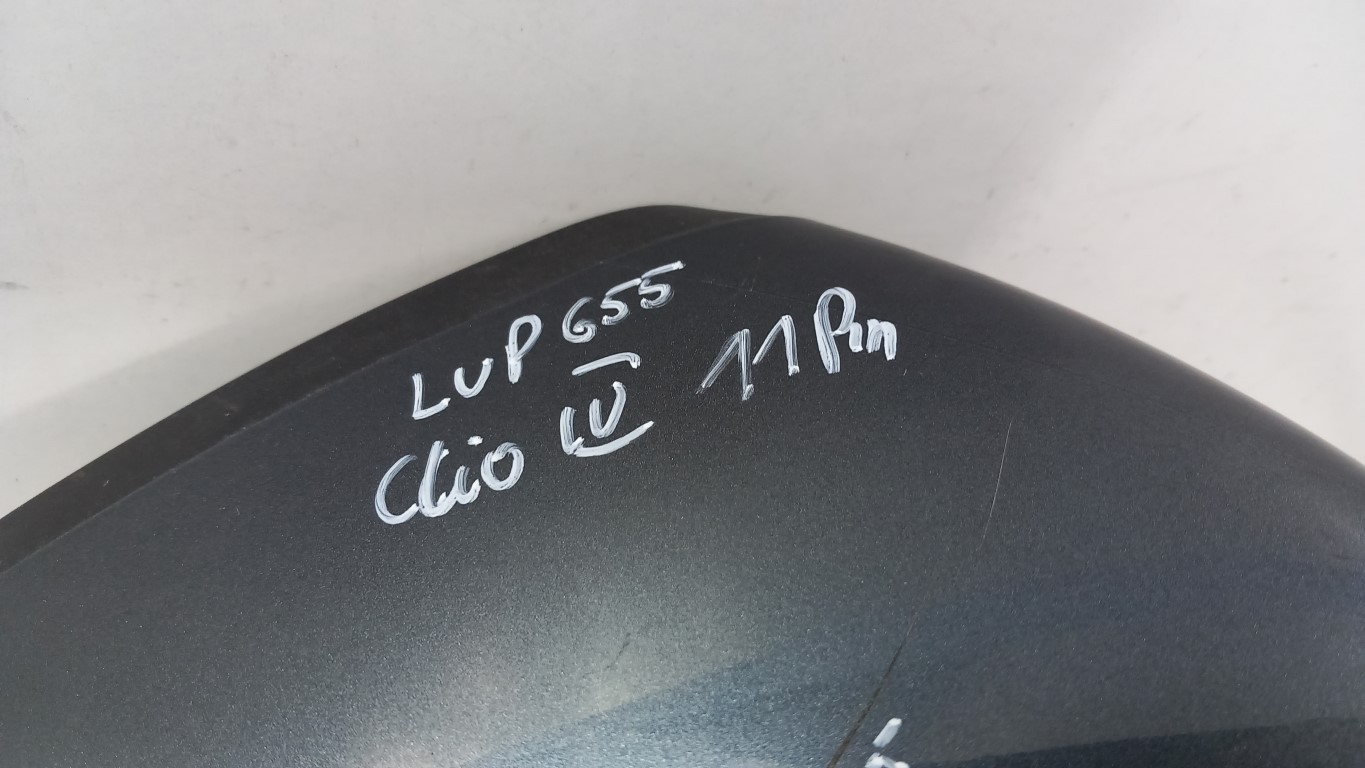 LUP 655
Clio IV 11 Pin